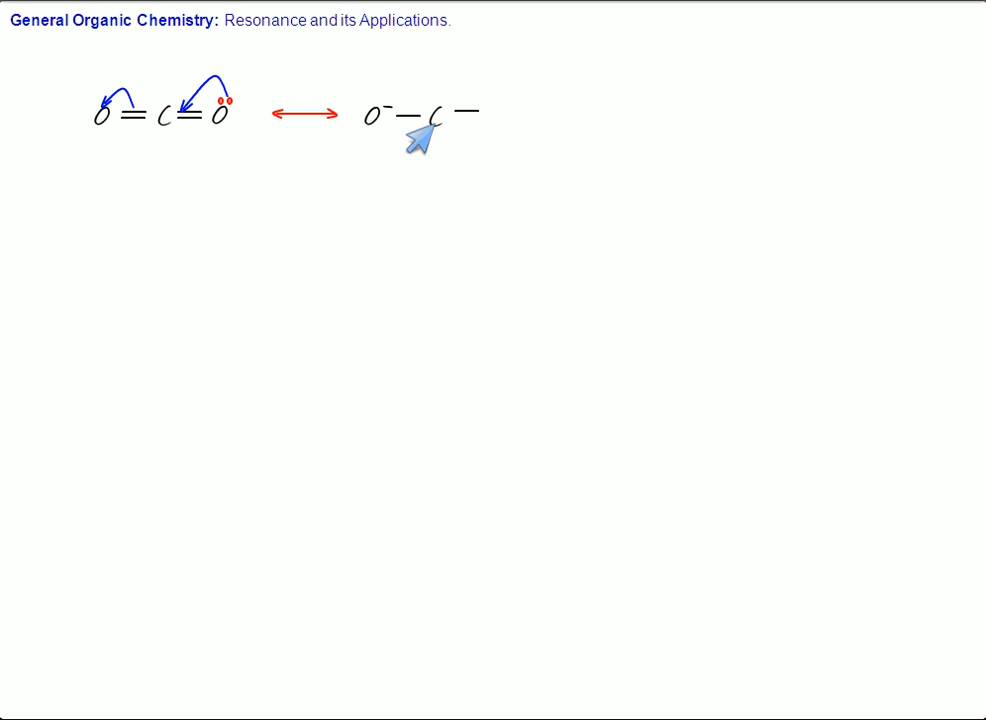 General Organic Chemistry: Resonance and its Applications.
O = C = O ⟷ O⁻ — C —